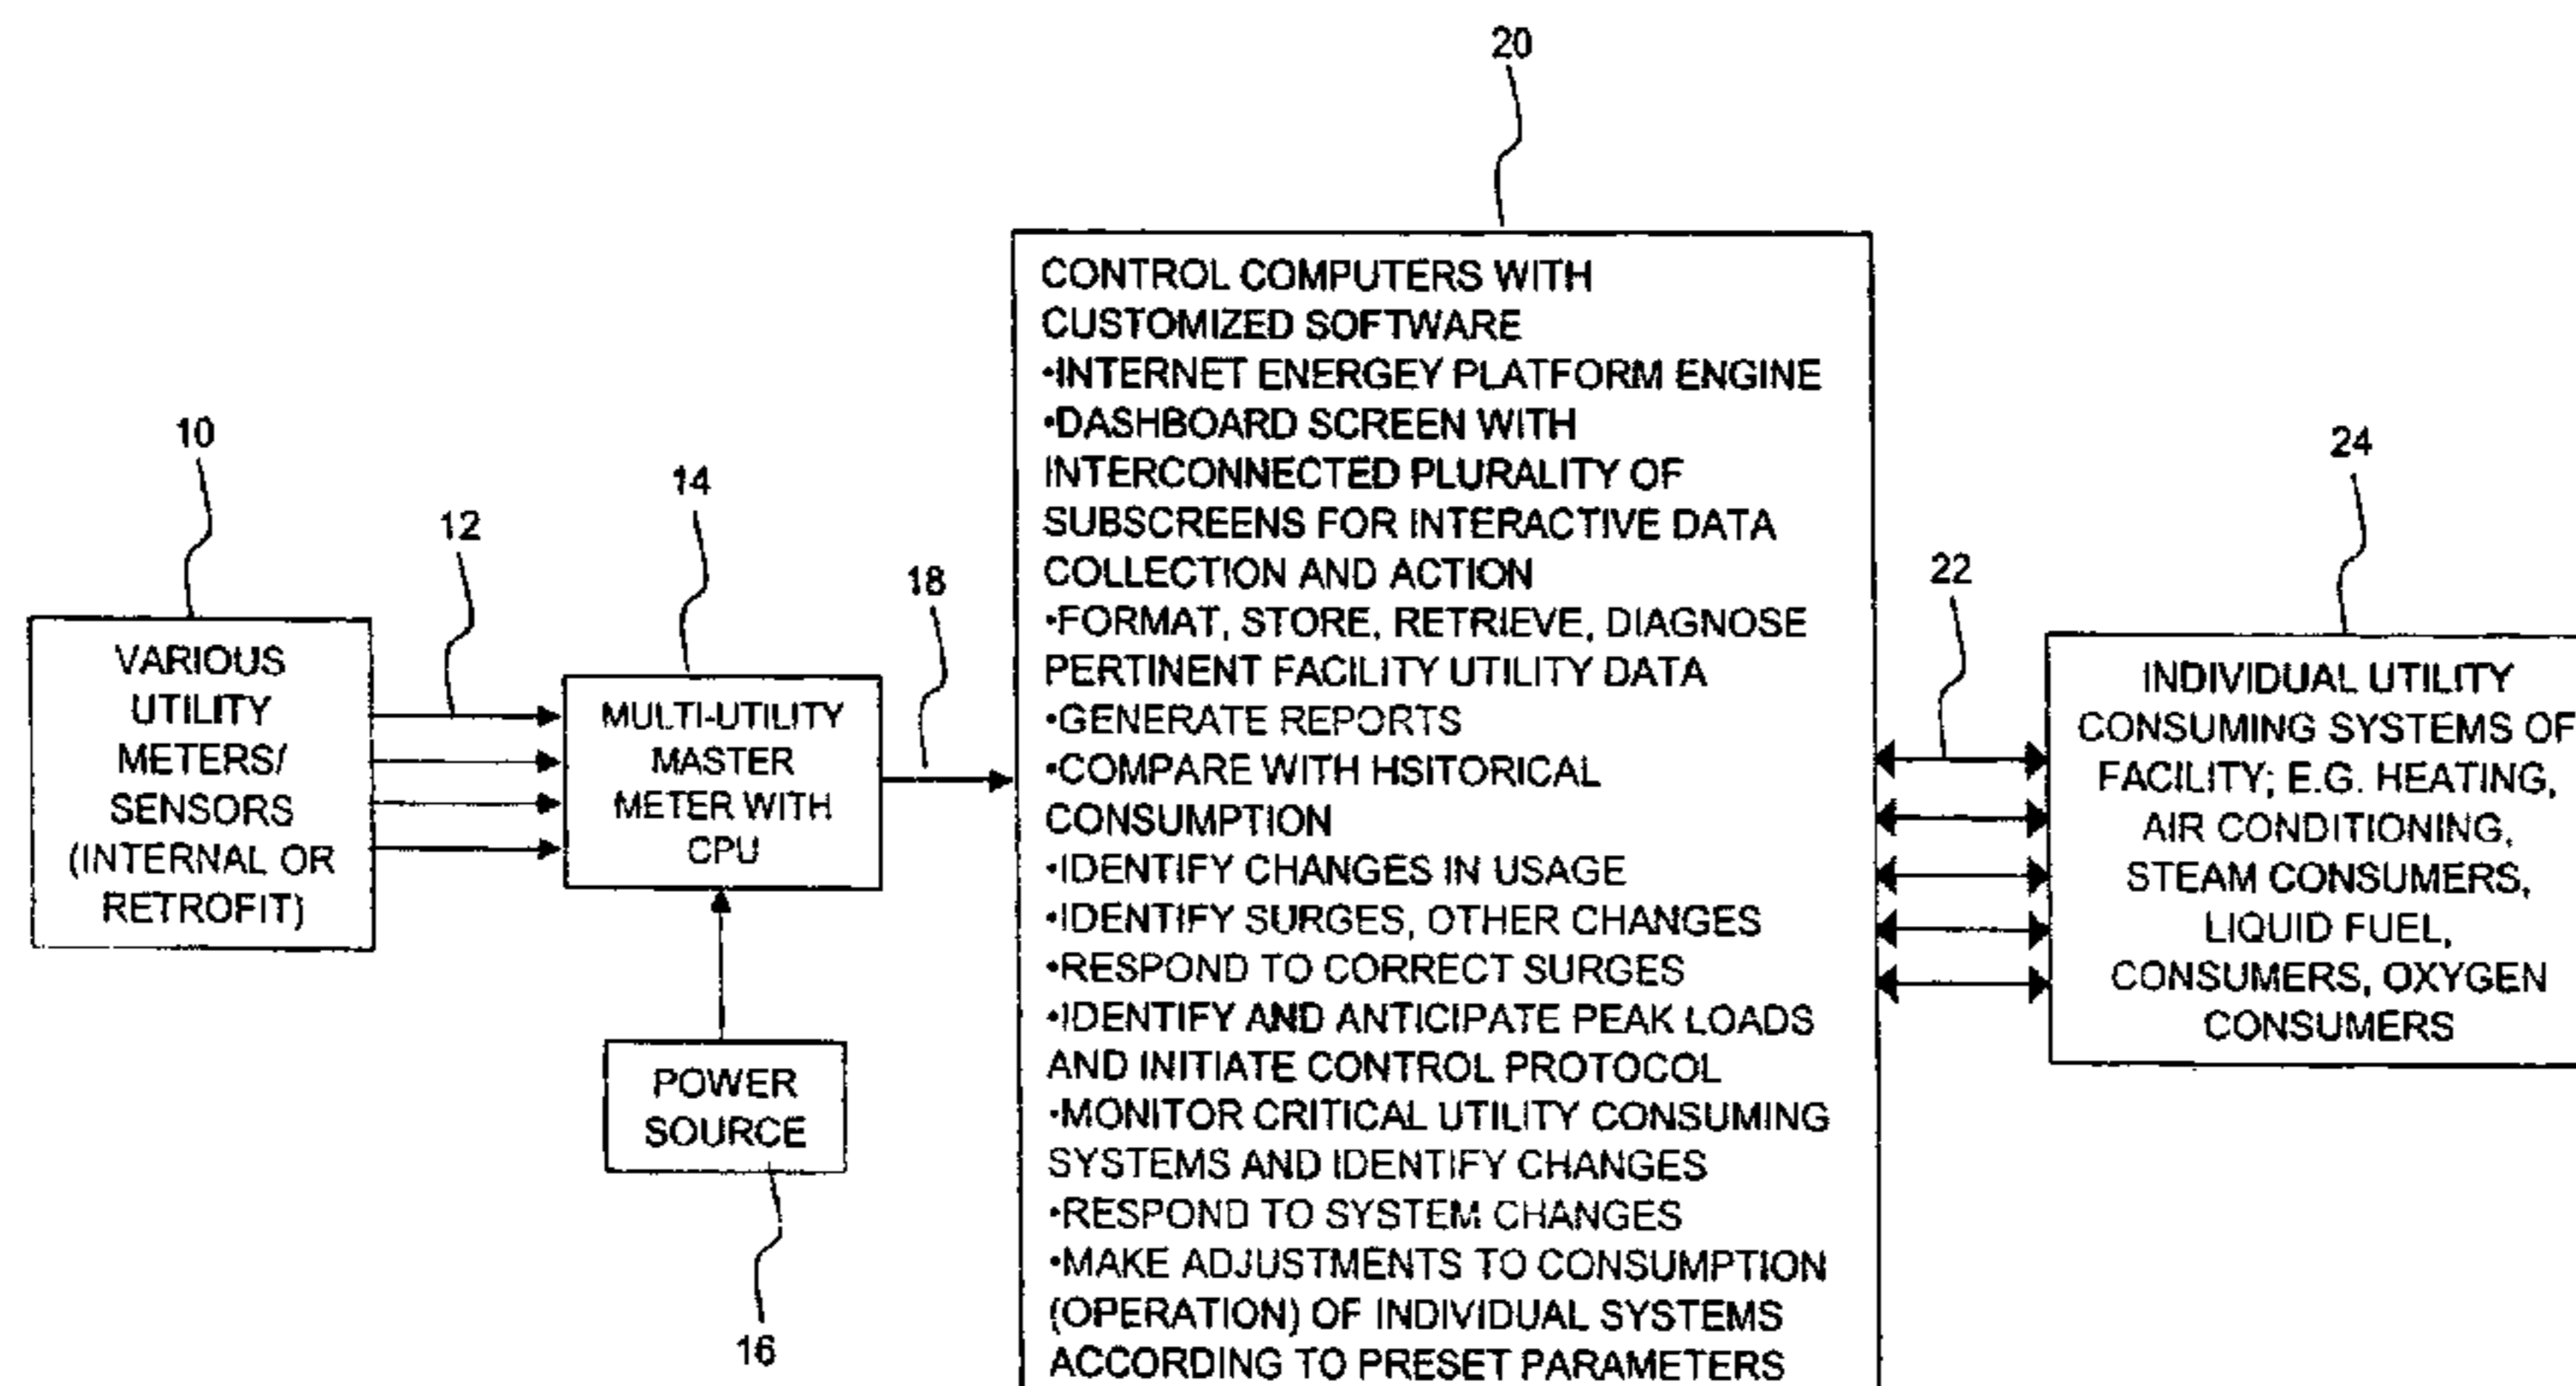 20
CONTROL COMPUTERS WITH
CUSTOMIZED SOFTWARE
•INTERNET ENERGEY PLATFORM ENGINE
•DASHBOARD SCREEN WITH
INTERCONNECTED PLURALITY OF
SUBSCREENS FOR INTERACTIVE DATA
COLLECTION AND ACTION
•FORMAT, STORE, RETRIEVE, DIAGNOSE
PERTINENT FACILITY UTILITY DATA
•GENERATE REPORTS
•COMPARE WITH HSITORICAL
CONSUMPTION
•IDENTIFY CHANGES IN USAGE
•IDENTIFY SURGES, OTHER CHANGES
•RESPOND TO CORRECT SURGES
•IDENTIFY AND ANTICIPATE PEAK LOADS
AND INITIATE CONTROL PROTOCOL
•MONITOR CRITICAL UTILITY CONSUMING
SYSTEMS AND IDENTIFY CHANGES
•RESPOND TO SYSTEM CHANGES
•MAKE ADJUSTMENTS TO CONSUMPTION
(OPERATION) OF INDIVIDUAL SYSTEMS
ACCORDING TO PRESET PARAMETERS
10
VARIOUS
UTILITY
METERS/
SENSORS
(INTERNAL OR
RETROFIT)
12
14
MULTI-UTILITY
MASTER
METER WITH
CPU
18
POWER
SOURCE
16
22
24
INDIVIDUAL UTILITY
CONSUMING SYSTEMS OF
FACILITY; E.G. HEATING,
AIR CONDITIONING,
STEAM CONSUMERS,
LIQUID FUEL,
CONSUMERS, OXYGEN
CONSUMERS